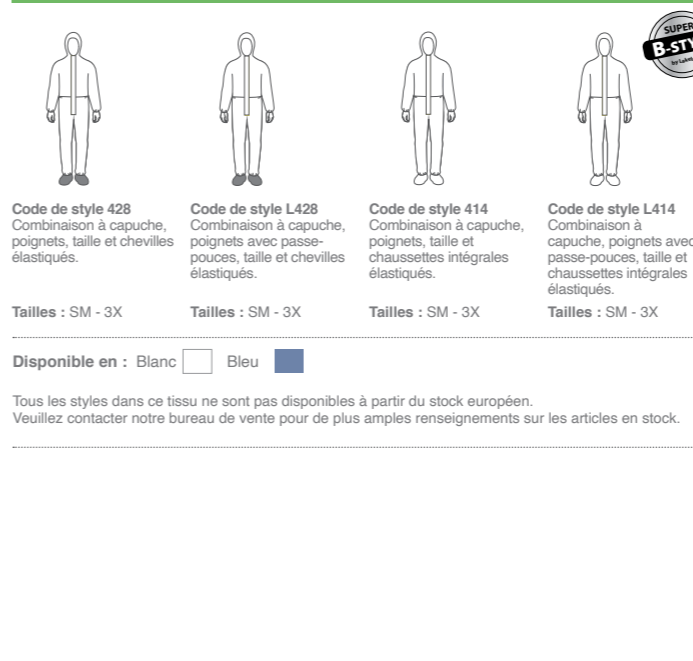 SUPER
by Lakeland
Code de style 428
Combinaison à capuche,
poignets, taille et chevilles
élastiqués.
Tailles : SM - 3X
Code de style L428
Combinaison à capuche,
poignets avec passe-
pouces, taille et chevilles
élastiqués.
Tailles : SM - 3X
Code de style 414
Combinaison à capuche,
poignets, taille et
chaussettes intégrales
élastiqués.
Tailles : SM - 3X
Code de style L414
Combinaison à
capuche, poignets avec
passe-pouces, taille et
chaussettes intégrales
élastiqués.
Tailles : SM - 3X
Disponible en : Blanc Bleu
Tous les styles dans ce tissu ne sont pas disponibles à partir du stock européen.
Veuillez contacter notre bureau de vente pour de plus amples renseignements sur les articles en stock.